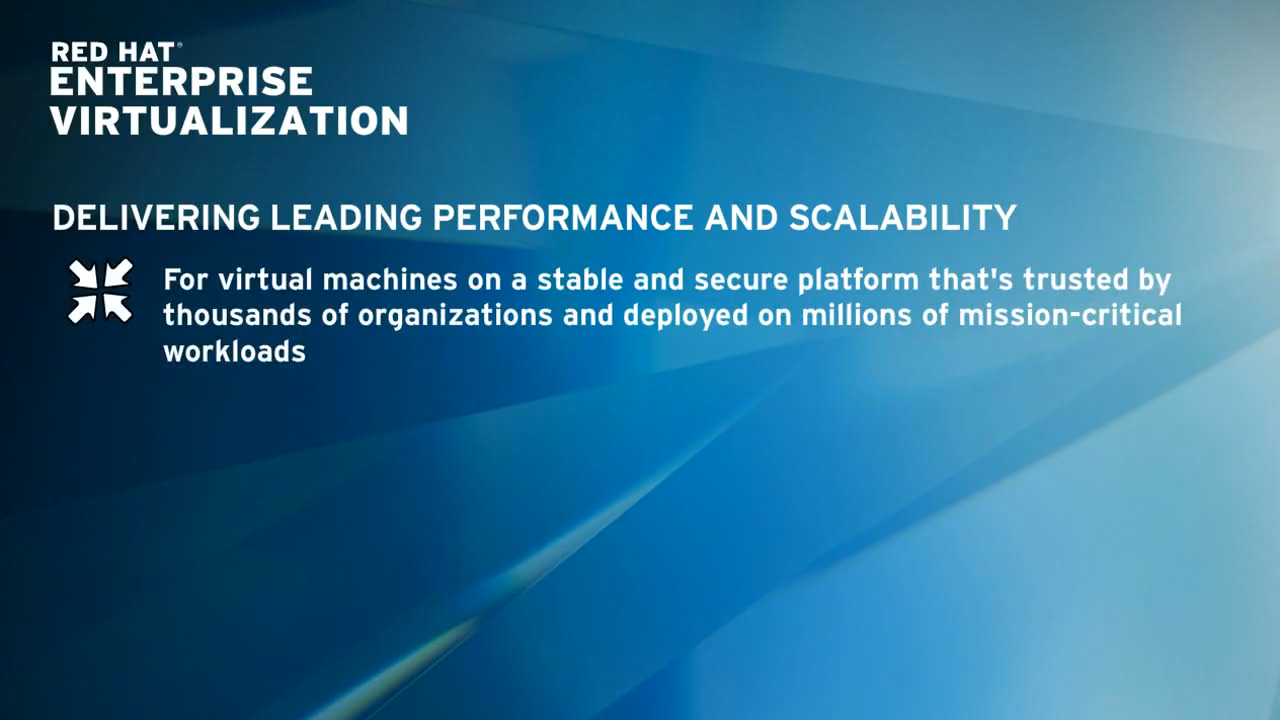 RED HAT®
ENTERPRISE
VIRTUALIZATION
DELIVERING LEADING PERFORMANCE AND SCALABILITY
For virtual machines on a stable and secure platform that's trusted by
thousands of organizations and deployed on millions of mission-critical
workloads